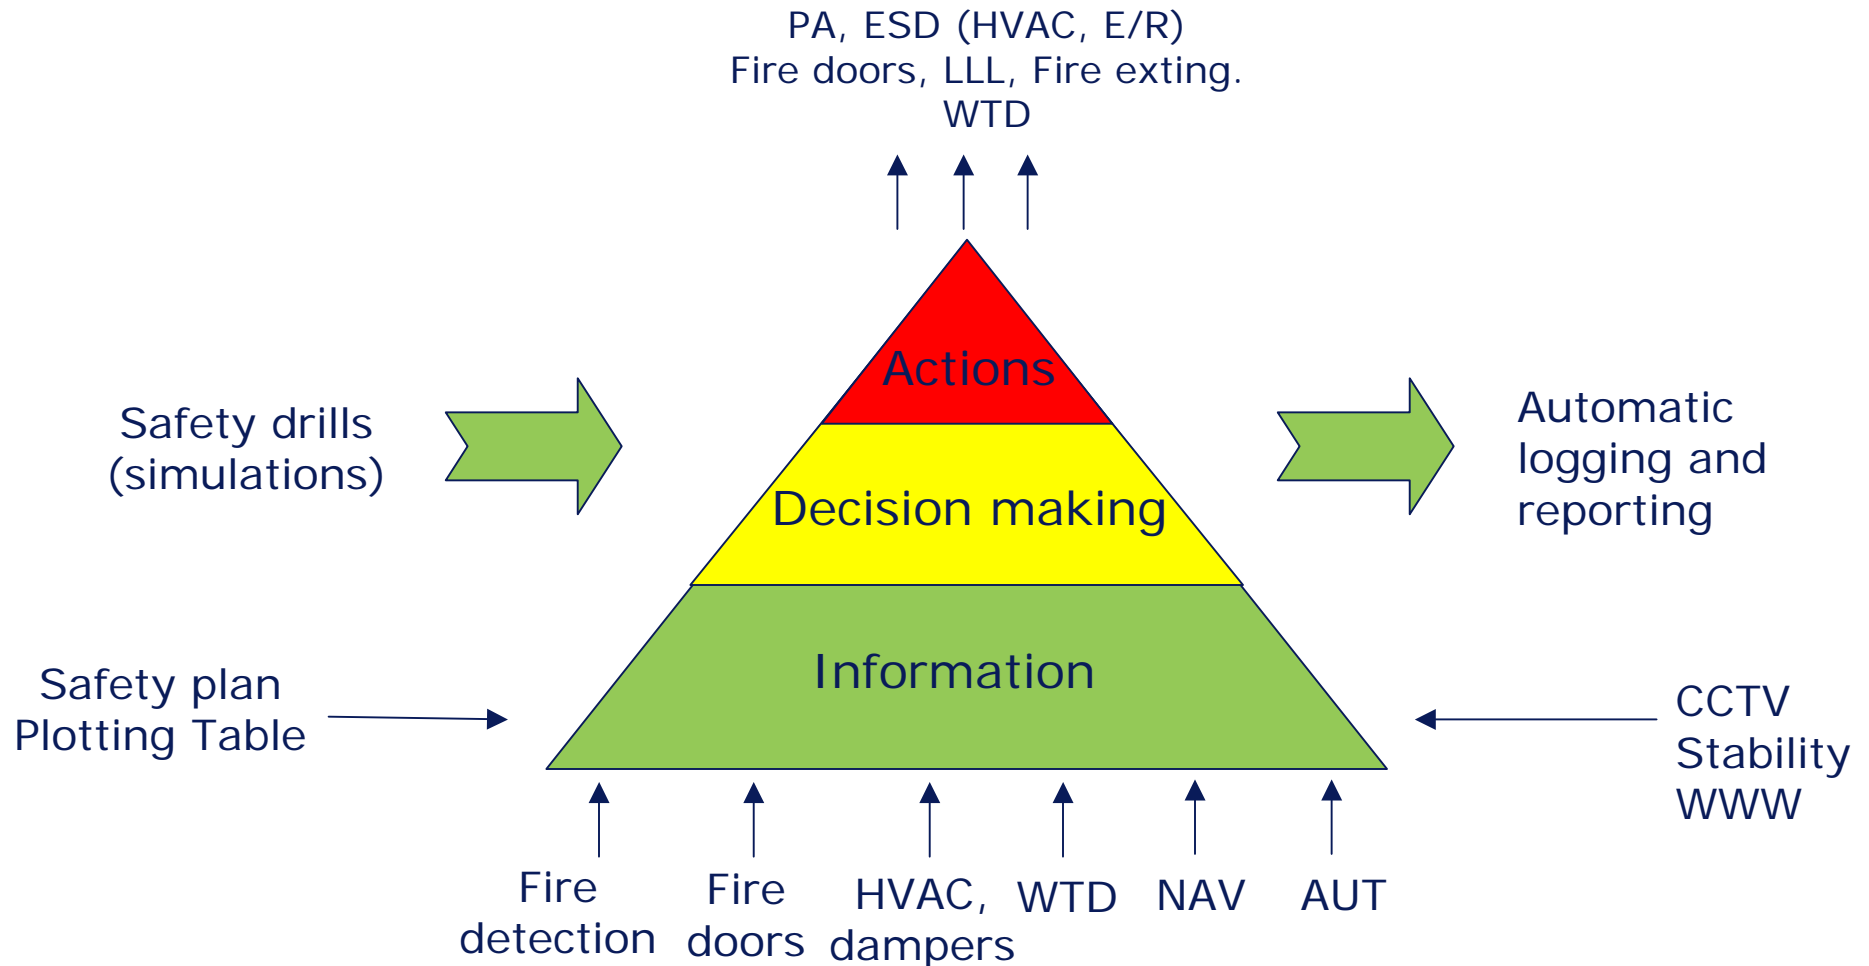 PA, ESD (HVAC, E/R)
Fire doors, LLL, Fire exting.
WTD
Actions
Safety drills
(simulations)
Automatic
logging and
reporting
Decision making
Information
Safety plan
Plotting Table
CCTV
Stability
WWW
Fire
detection
Fire
doors
HVAC,
dampers
WTD
NAV
AUT